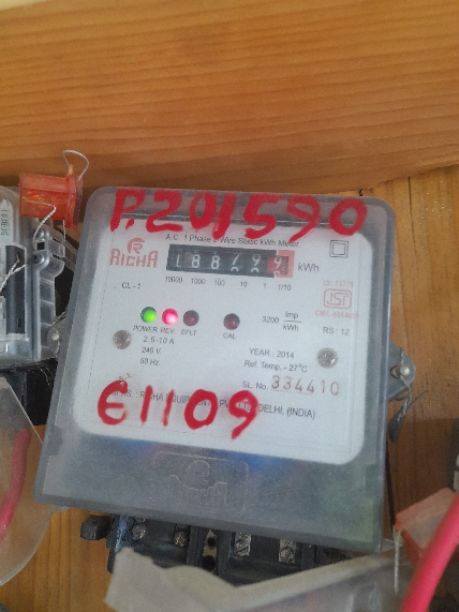 P.201590
A.C. 1 Phase 2 Wire Static kWh Meter
RICHA
kWh
CL-1
10000 1000 100 10 1 1/10
POWER REV. EFLT CAL
3200 imp/kWh
RS : 12
2.5-10 A
240 V
50 Hz
YEAR : 2014
Ref. Temp. - 27°C
SL. No. 334410
E1109
DELHI, (INDIA)